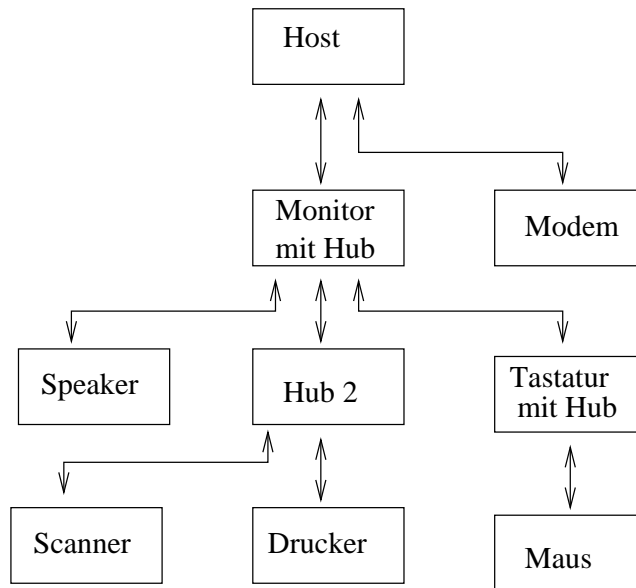 Host
Monitor
mit Hub
Modem
Speaker
Hub 2
Tastatur
mit Hub
Scanner
Drucker
Maus